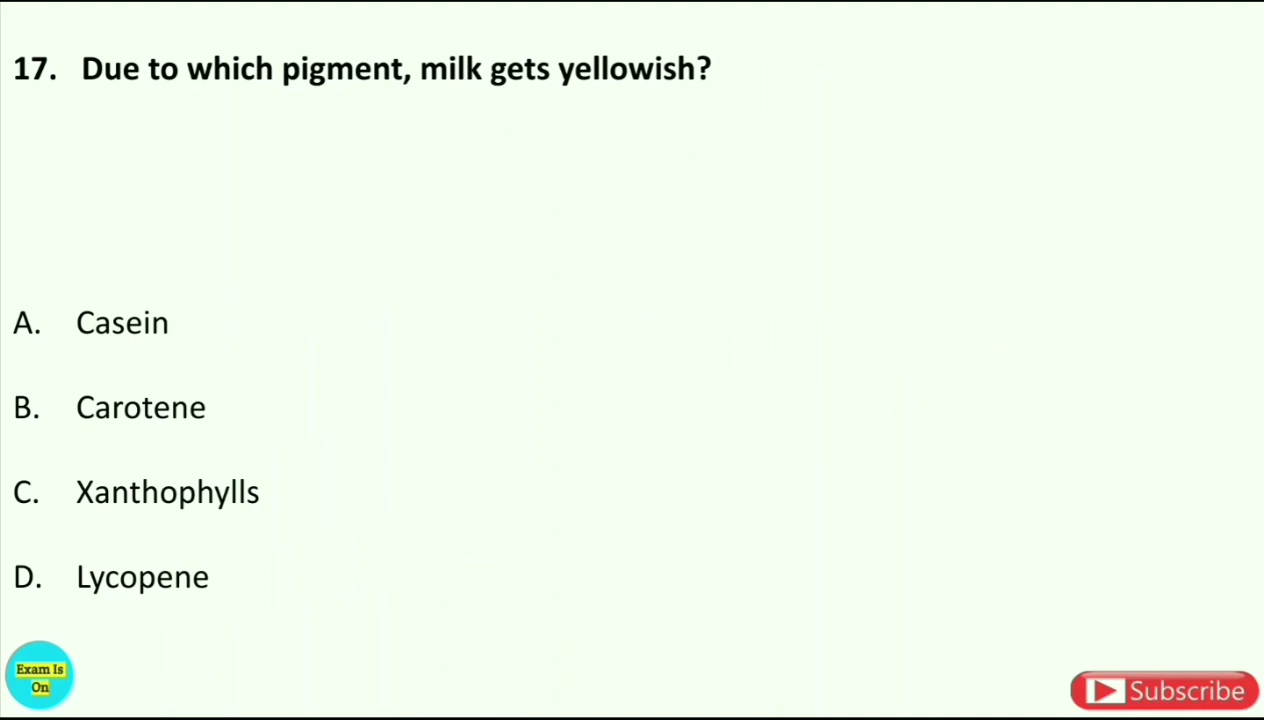 17. Due to which pigment, milk gets yellowish?
A. Casein
B. Carotene
C. Xanthophylls
D. Lycopene
Exam Is
On
Subscribe